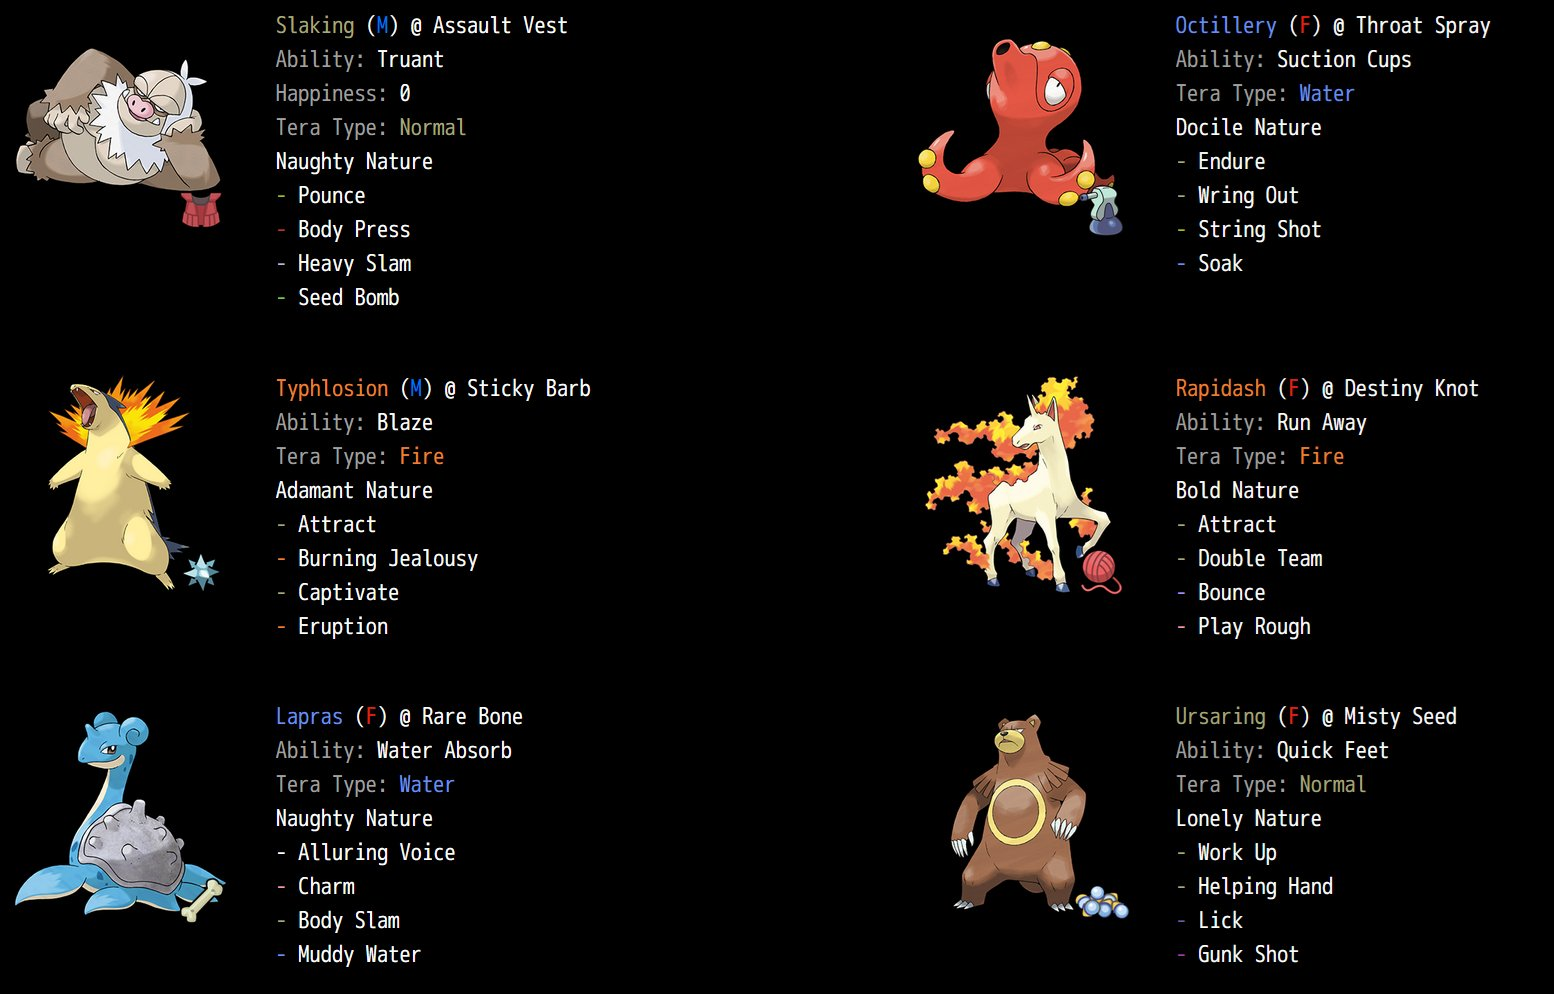 Slaking (M) @ Assault Vest
Ability: Truant
Happiness: 0
Tera Type: Normal
Naughty Nature
- Pounce
- Body Press
- Heavy Slam
- Seed Bomb
Octillery (F) @ Throat Spray
Ability: Suction Cups
Tera Type: Water
Docile Nature
- Endure
- Wring Out
- String Shot
- Soak
Typhlosion (M) @ Sticky Barb
Ability: Blaze
Tera Type: Fire
Adamant Nature
- Attract
- Burning Jealousy
- Captivate
- Eruption
Rapidash (F) @ Destiny Knot
Ability: Run Away
Tera Type: Fire
Bold Nature
- Attract
- Double Team
- Bounce
- Play Rough
Lapras (F) @ Rare Bone
Ability: Water Absorb
Tera Type: Water
Naughty Nature
- Alluring Voice
- Charm
- Body Slam
- Muddy Water
Ursaring (F) @ Misty Seed
Ability: Quick Feet
Tera Type: Normal
Lonely Nature
- Work Up
- Helping Hand
- Lick
- Gunk Shot